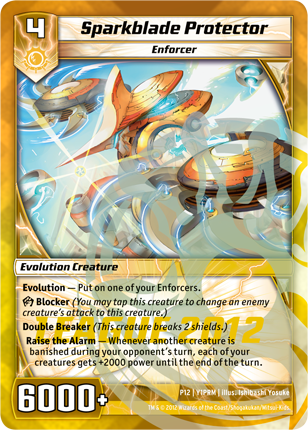 4
Sparkblade Protector
Enforcer
Evolution Creature
Evolution — Put on one of your Enforcers.
Blocker (You may tap this creature to change an enemy
creature's attack to this creature.)
Double Breaker (This creature breaks 2 shields.)
Raise the Alarm — Whenever another creature is
banished during your opponent's turn, each of your
creatures gets +2000 power until the end of the turn.
6000+
P12 | Y1PRM | Illus. Ishibashi Yosuke
TM & © 2012 Wizards of the Coast/Shogakukan/Mitsui-Kids